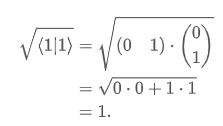 √⟨1|1⟩ = √(0 1) · (0 1)
= √0 · 0 + 1 · 1
= 1.